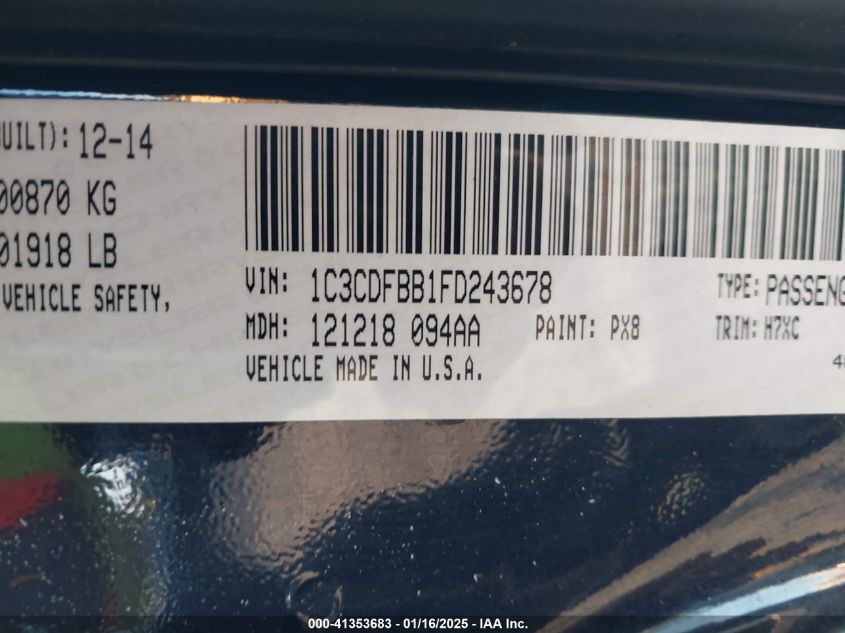 BUILT): 12-14
00870 KG
01918 LB
VEHICLE SAFETY,
VIN: 1C3CDFBB1FD243678
TYPE: PASSENG
MDH: 121218 094AA
PAINT: PX8
TRIM: H7XC
VEHICLE MADE IN U.S.A.
000-41353683 - 01/16/2025 - IAA Inc.